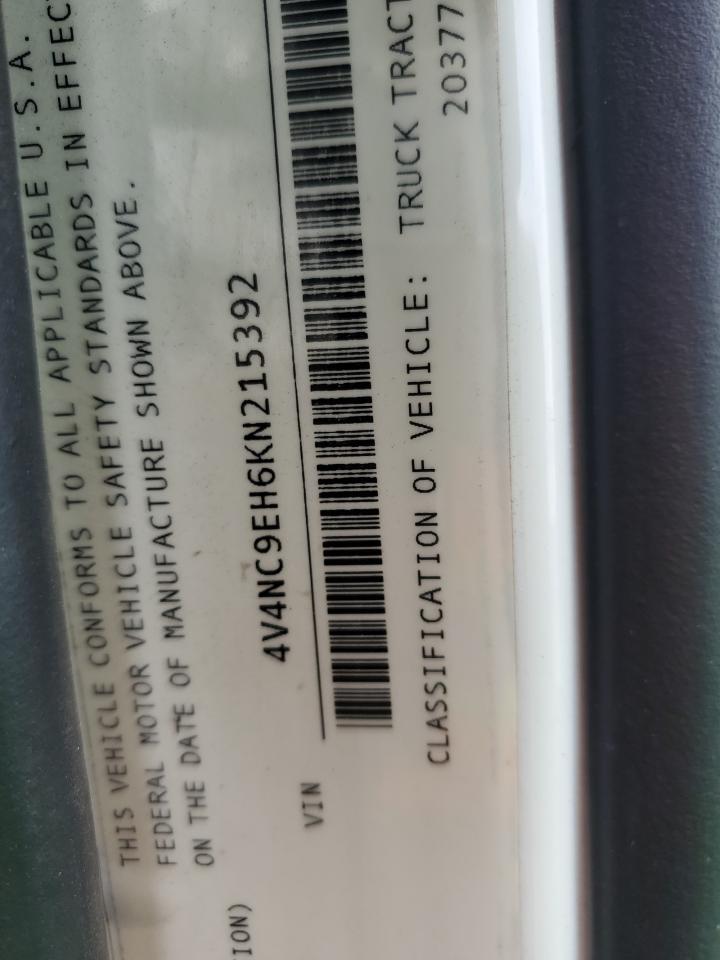 THIS VEHICLE CONFORMS TO ALL APPLICABLE U.S.A.
FEDERAL MOTOR VEHICLE SAFETY STANDARDS IN EFFEC
ON THE DATE OF MANUFACTURE SHOWN ABOVE.
ION)
4V4NC9EH6KN215392
VIN
CLASSIFICATION OF VEHICLE: TRUCK TRACT
20377